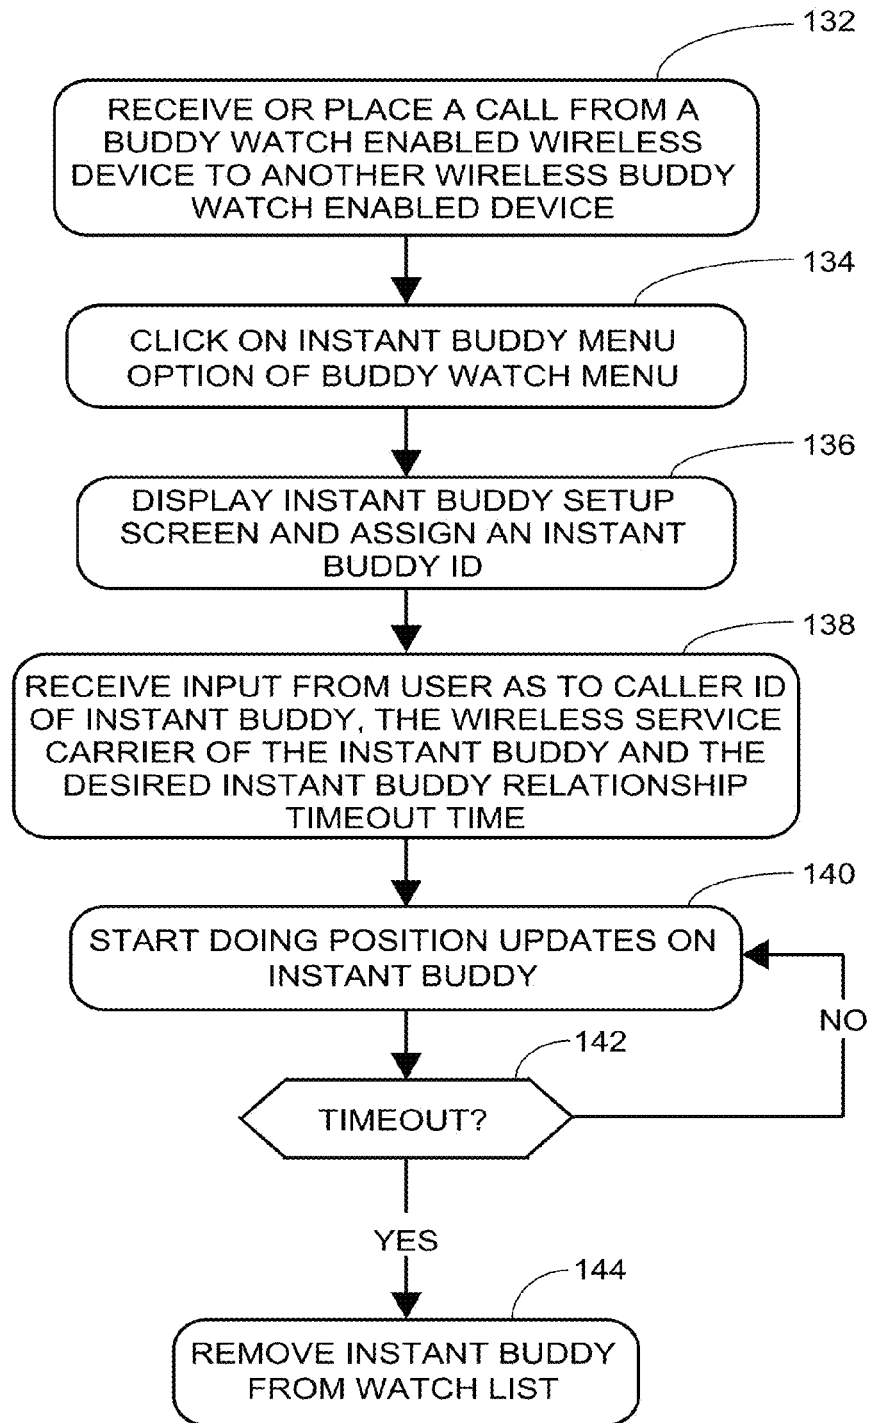 132
RECEIVE OR PLACE A CALL FROM A
BUDDY WATCH ENABLED WIRELESS
DEVICE TO ANOTHER WIRELESS BUDDY
WATCH ENABLED DEVICE
134
CLICK ON INSTANT BUDDY MENU
OPTION OF BUDDY WATCH MENU
136
DISPLAY INSTANT BUDDY SETUP
SCREEN AND ASSIGN AN INSTANT
BUDDY ID
138
RECEIVE INPUT FROM USER AS TO CALLER ID
OF INSTANT BUDDY, THE WIRELESS SERVICE
CARRIER OF THE INSTANT BUDDY AND THE
DESIRED INSTANT BUDDY RELATIONSHIP
TIMEOUT TIME
140
START DOING POSITION UPDATES ON
INSTANT BUDDY
NO
142
TIMEOUT?
YES
144
REMOVE INSTANT BUDDY
FROM WATCH LIST